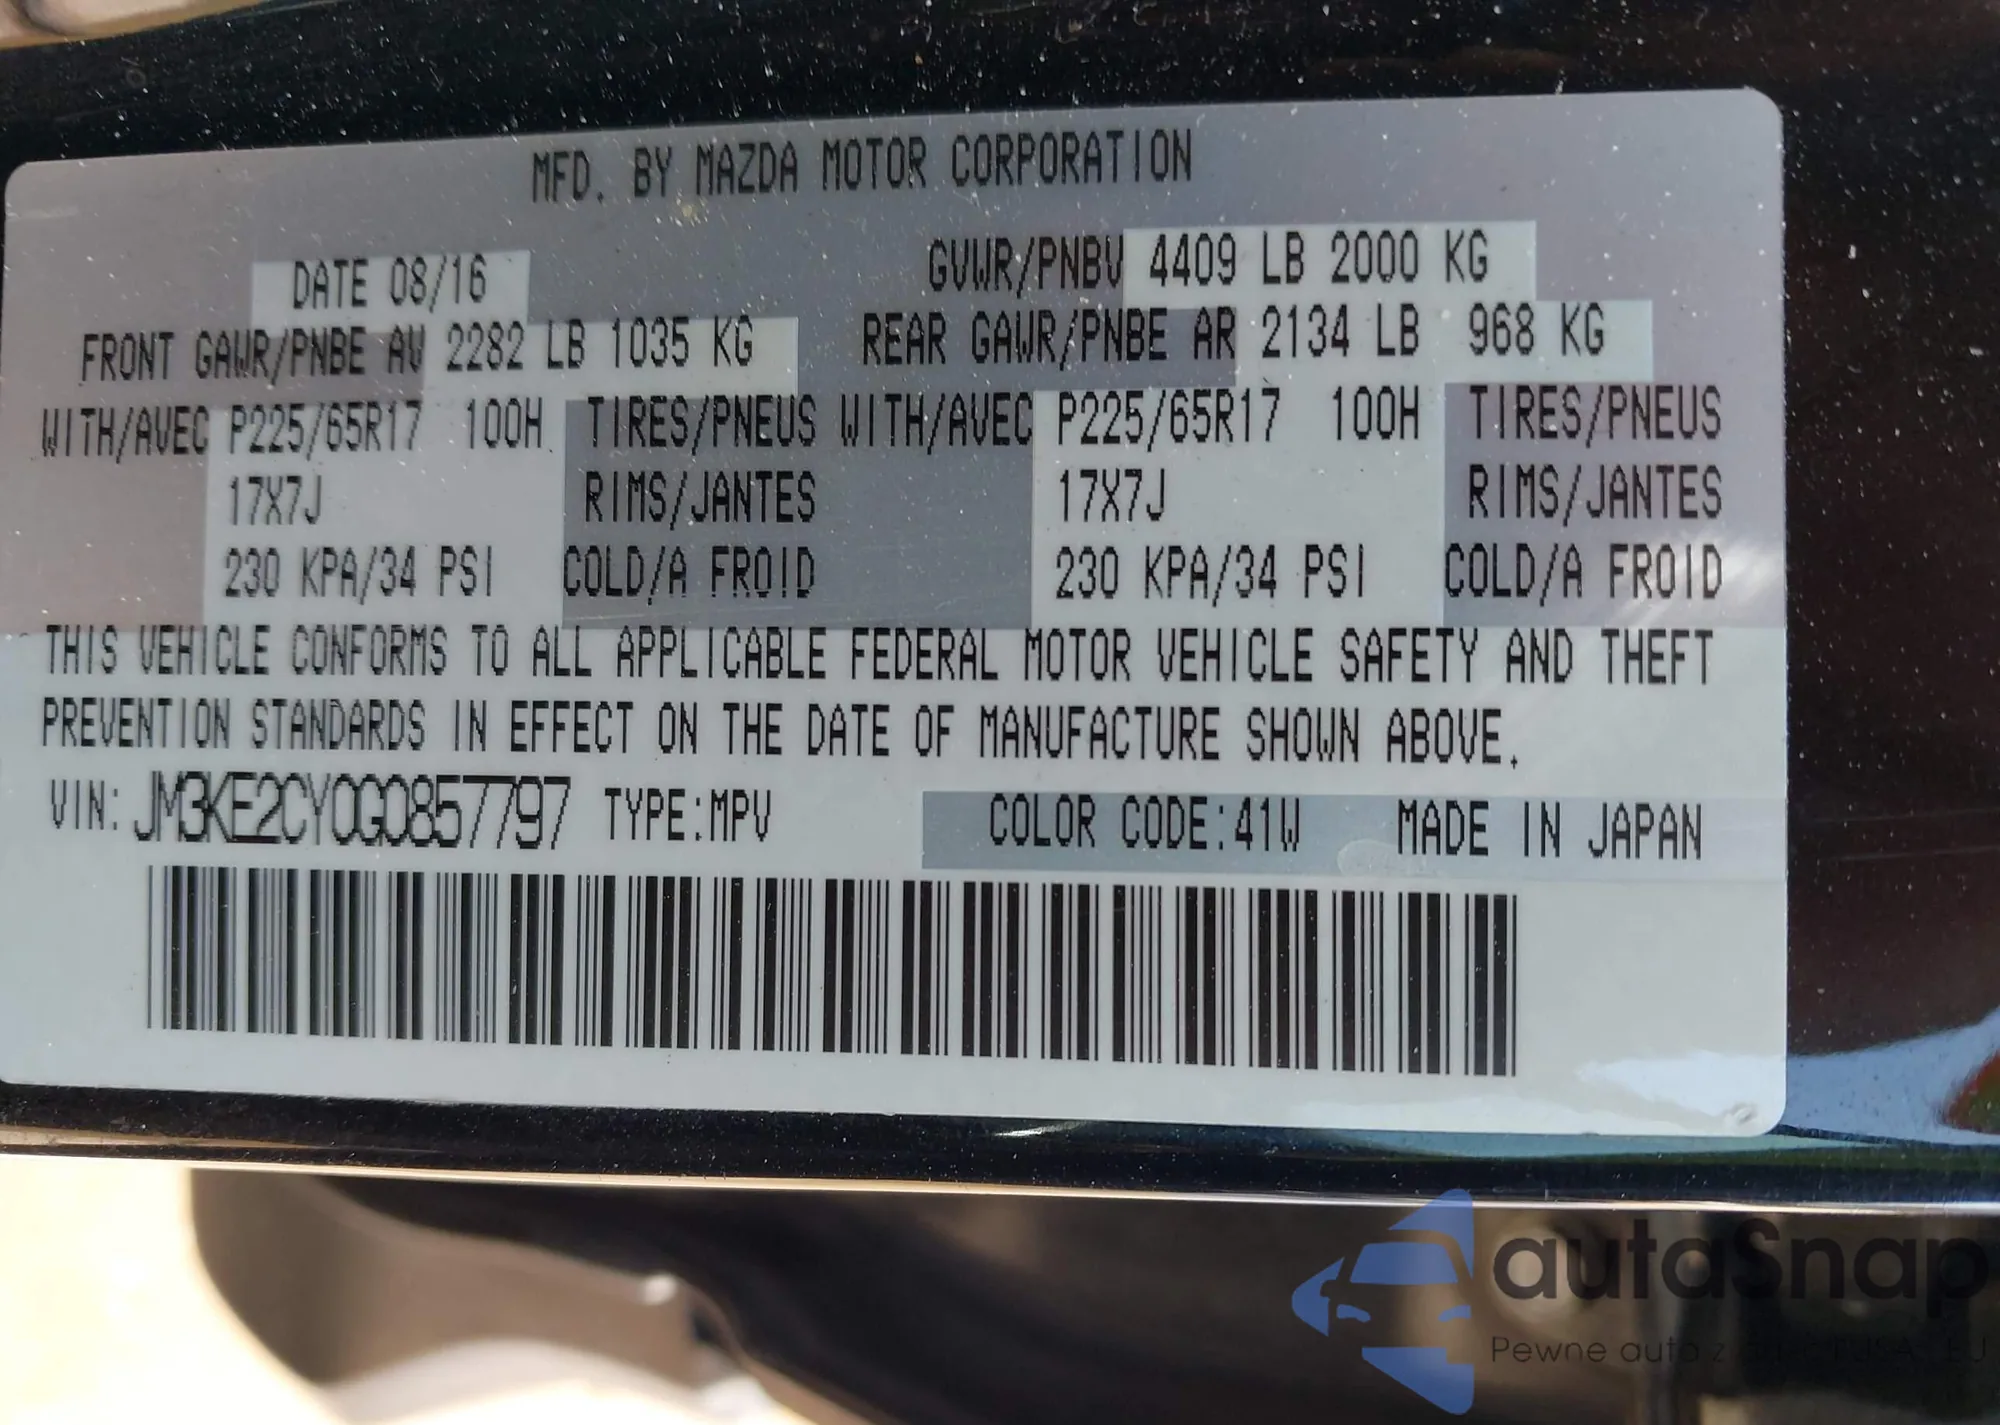 MFD. BY MAZDA MOTOR CORPORATION
DATE 08/16 GVWR/PNBV 4409 LB 2000 KG
FRONT GAWR/PNBE AV 2282 LB 1035 KG REAR GAWR/PNBE AR 2134 LB 968 KG
WITH/AVEC P225/65R17 100H TIRES/PNEUS WITH/AVEC P225/65R17 100H TIRES/PNEUS
17X7J RIMS/JANTES 17X7J RIMS/JANTES
230 KPA/34 PSI COLD/A FROID 230 KPA/34 PSI COLD/A FROID
THIS VEHICLE CONFORMS TO ALL APPLICABLE FEDERAL MOTOR VEHICLE SAFETY AND THEFT
PREVENTION STANDARDS IN EFFECT ON THE DATE OF MANUFACTURE SHOWN ABOVE.
VIN: JM3KE2CY0G0857797 TYPE:MPV COLOR CODE:41W MADE IN JAPAN
autoSnap
Pewne auto z